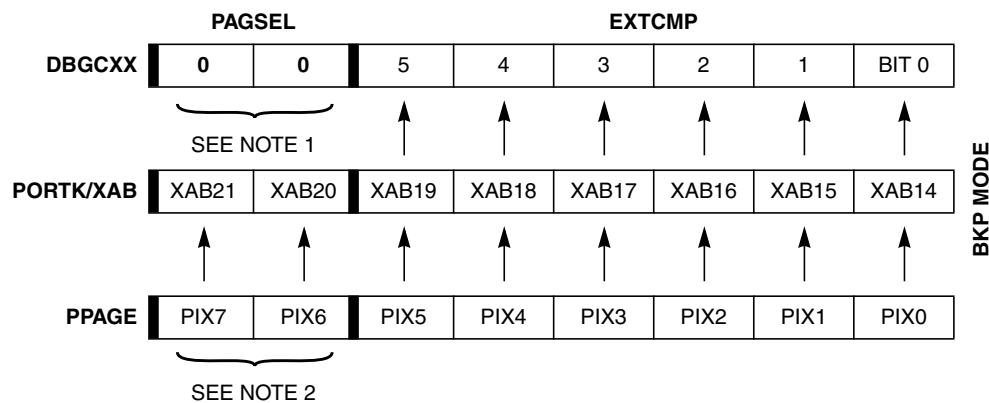 PAGSEL EXTCMP
DBGCXX 0 0 5 4 3 2 1 BIT 0
SEE NOTE 1
PORTK/XAB XAB21 XAB20 XAB19 XAB18 XAB17 XAB16 XAB15 XAB14
BKP MODE
PPAGE PIX7 PIX6 PIX5 PIX4 PIX3 PIX2 PIX1 PIX0
SEE NOTE 2